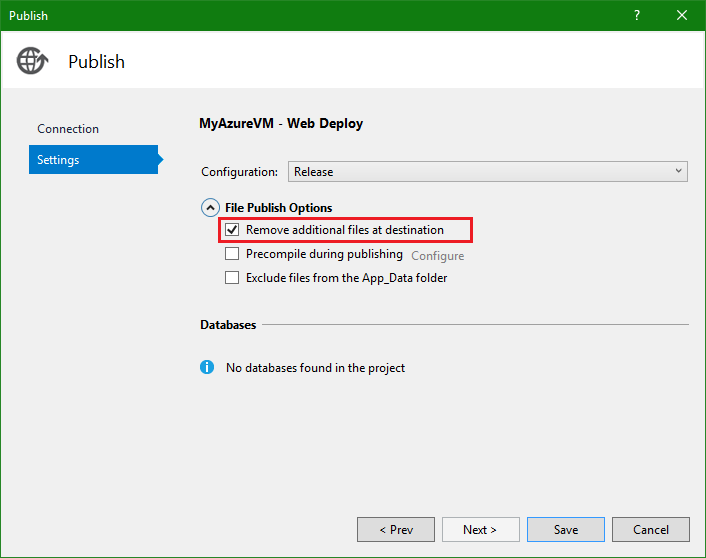 Publish
?
Publish
Connection
Settings
MyAzureVM - Web Deploy
Configuration: Release
File Publish Options
Remove additional files at destination
Precompile during publishing Configure
Exclude files from the App_Data folder
Databases
No databases found in the project
< Prev Next > Save Cancel